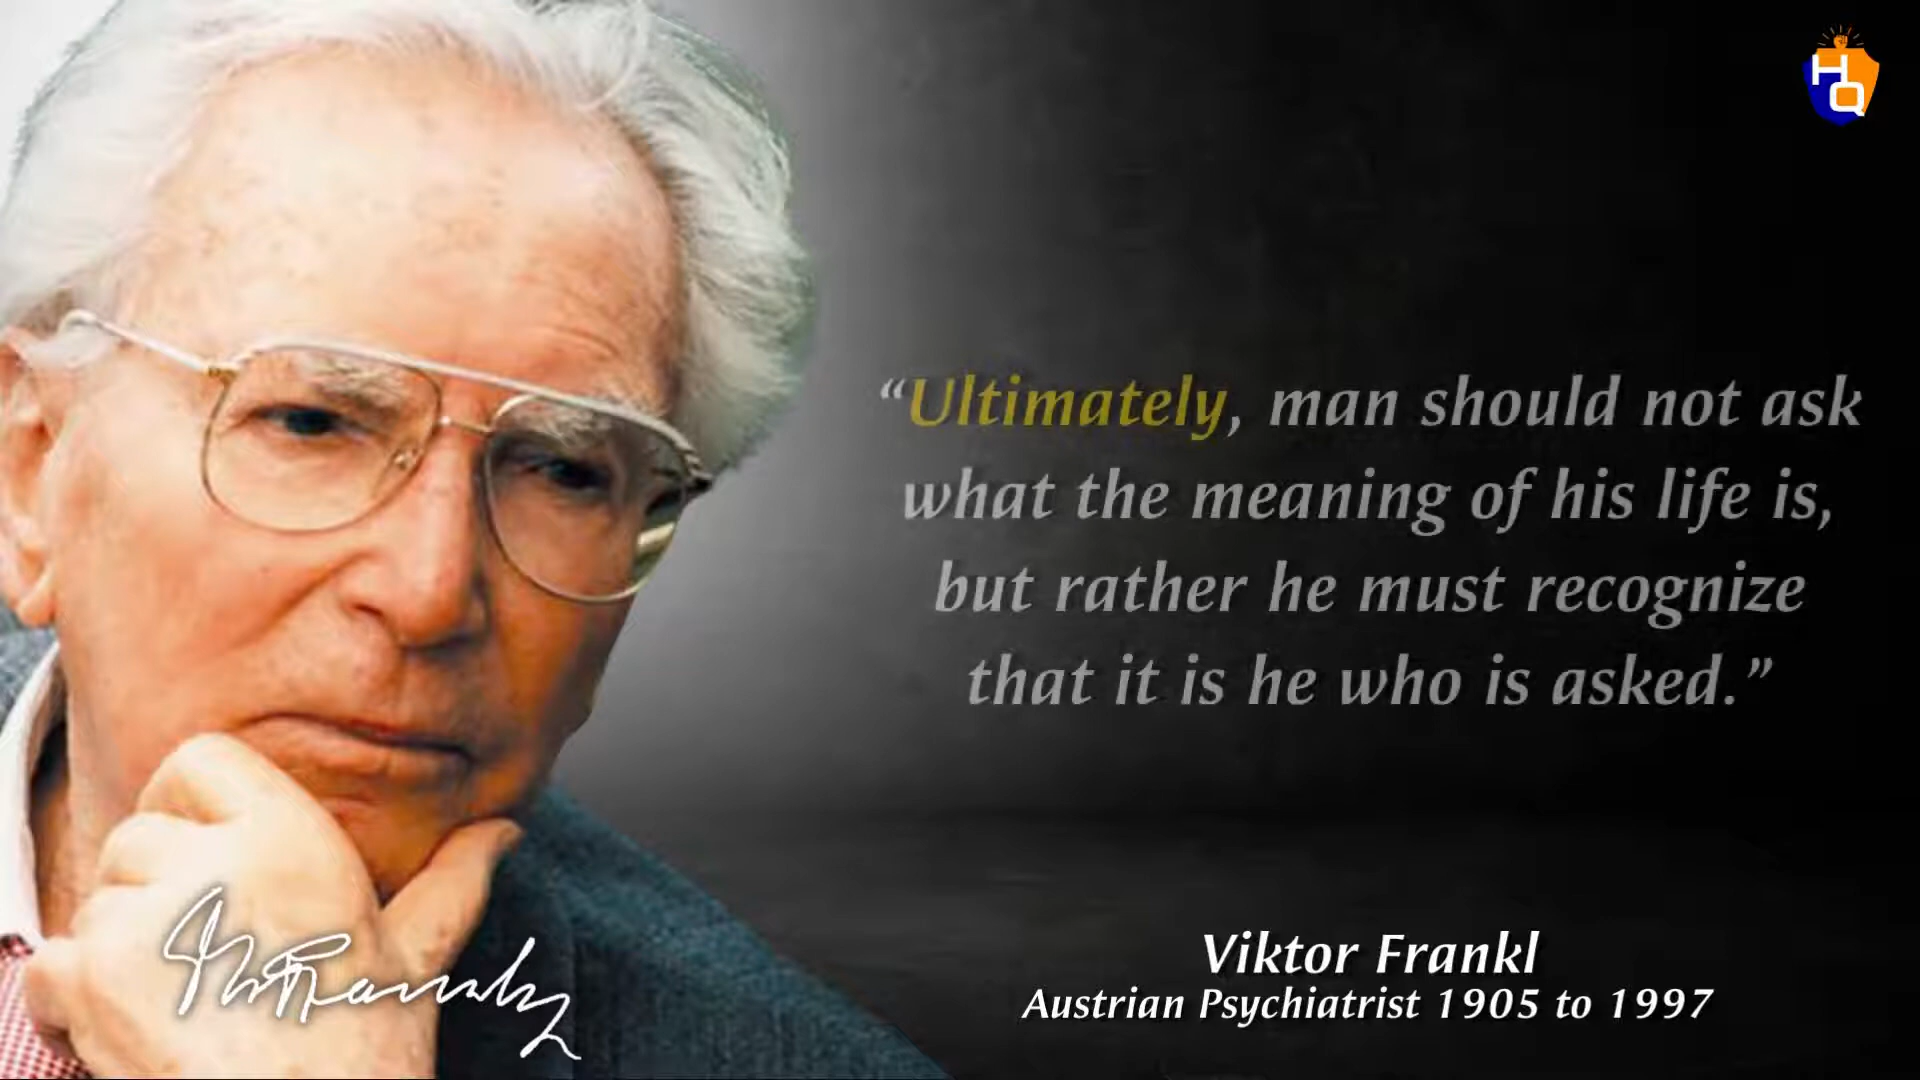 HQ
“Ultimately, man should not ask
what the meaning of his life is,
but rather he must recognize
that it is he who is asked.”
Viktor Frankl
Austrian Psychiatrist 1905 to 1997